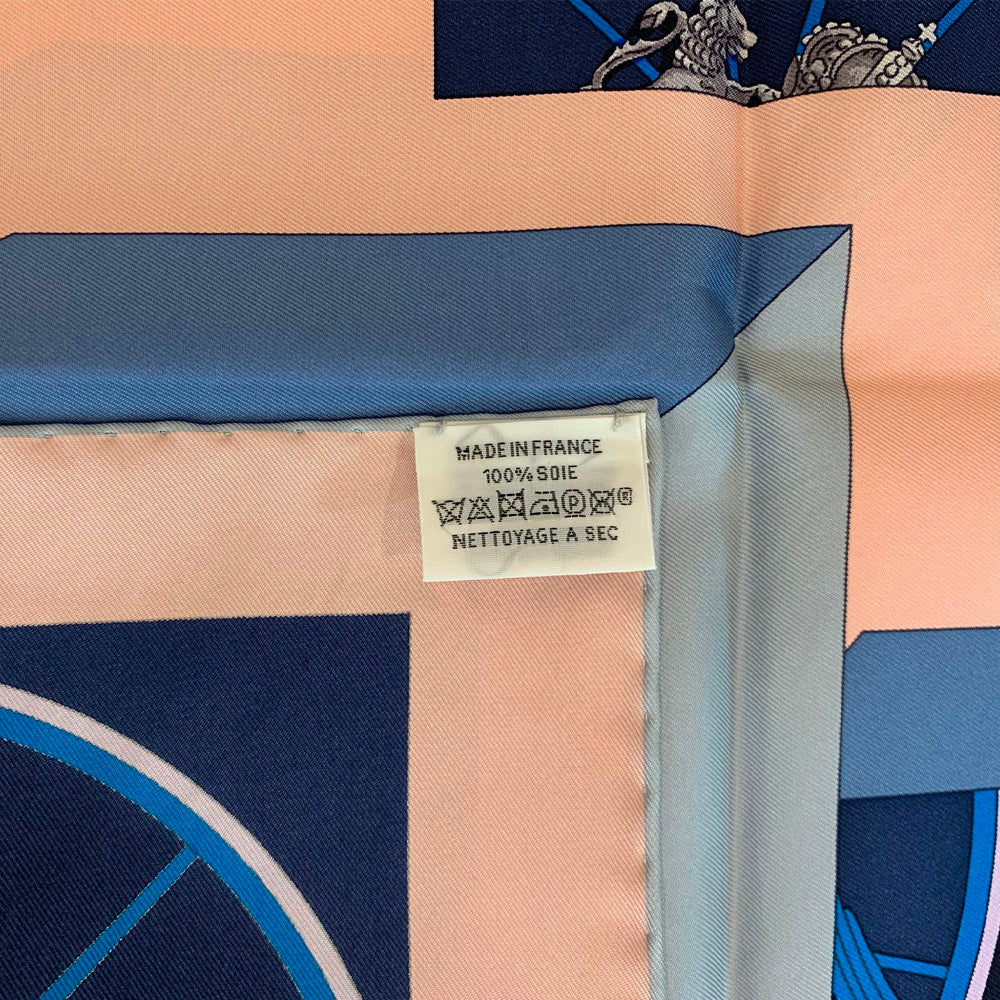 MADE IN FRANCE
100% SOIE
P ®
NETTOYAGE A SEC